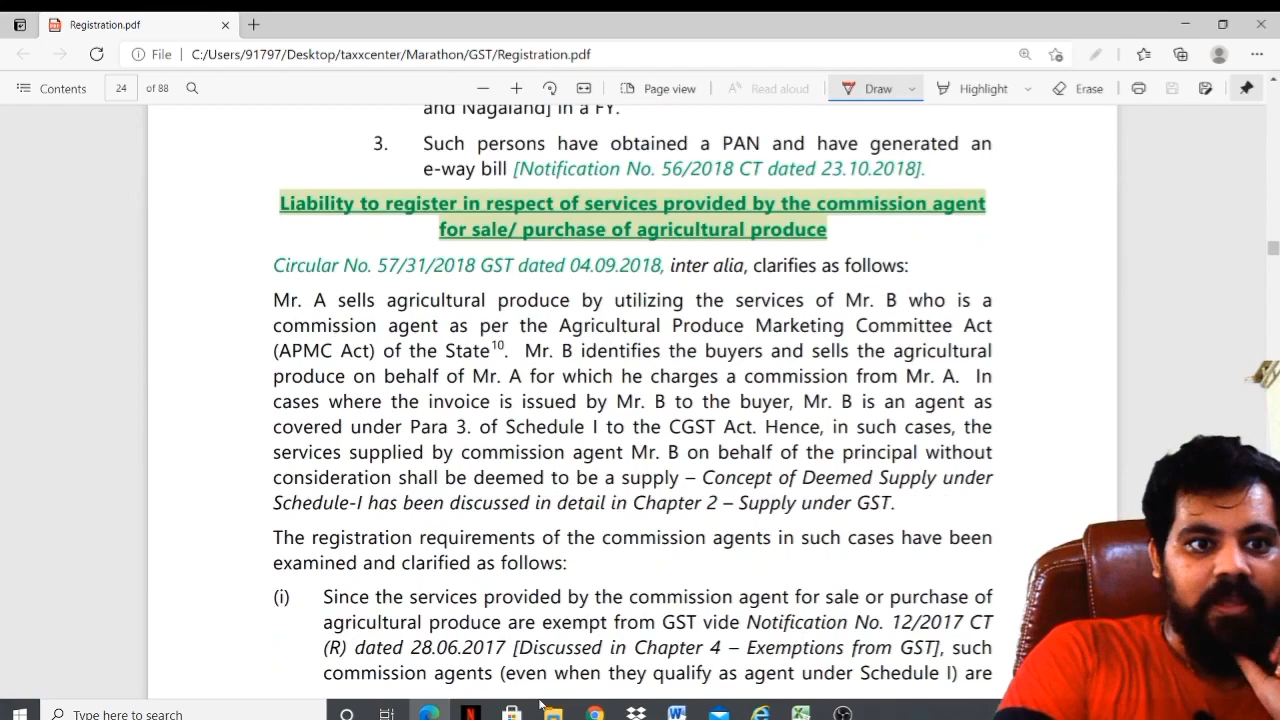 Registration.pdf
File
C:/Users/91797/Desktop/taxxcenter/Marathon/GST/Registration.pdf
Contents
24
of 88
Page view
Read aloud
Draw
Highlight
Erase
and Nagaland] in a FY.
3. Such persons have obtained a PAN and have generated an
e-way bill [Notification No. 56/2018 CT dated 23.10.2018].
Liability to register in respect of services provided by the commission agent
for sale/ purchase of agricultural produce
Circular No. 57/31/2018 GST dated 04.09.2018, inter alia, clarifies as follows:
Mr. A sells agricultural produce by utilizing the services of Mr. B who is a
commission agent as per the Agricultural Produce Marketing Committee Act
(APMC Act) of the State10. Mr. B identifies the buyers and sells the agricultural
produce on behalf of Mr. A for which he charges a commission from Mr. A. In
cases where the invoice is issued by Mr. B to the buyer, Mr. B is an agent as
covered under Para 3. of Schedule I to the CGST Act. Hence, in such cases, the
services supplied by commission agent Mr. B on behalf of the principal without
consideration shall be deemed to be a supply – Concept of Deemed Supply under
Schedule-I has been discussed in detail in Chapter 2 – Supply under GST.
The registration requirements of the commission agents in such cases have been
examined and clarified as follows:
(i) Since the services provided by the commission agent for sale or purchase of
agricultural produce are exempt from GST vide Notification No. 12/2017 CT
(R) dated 28.06.2017 [Discussed in Chapter 4 – Exemptions from GST], such
commission agents (even when they qualify as agent under Schedule I) are
Type here to search